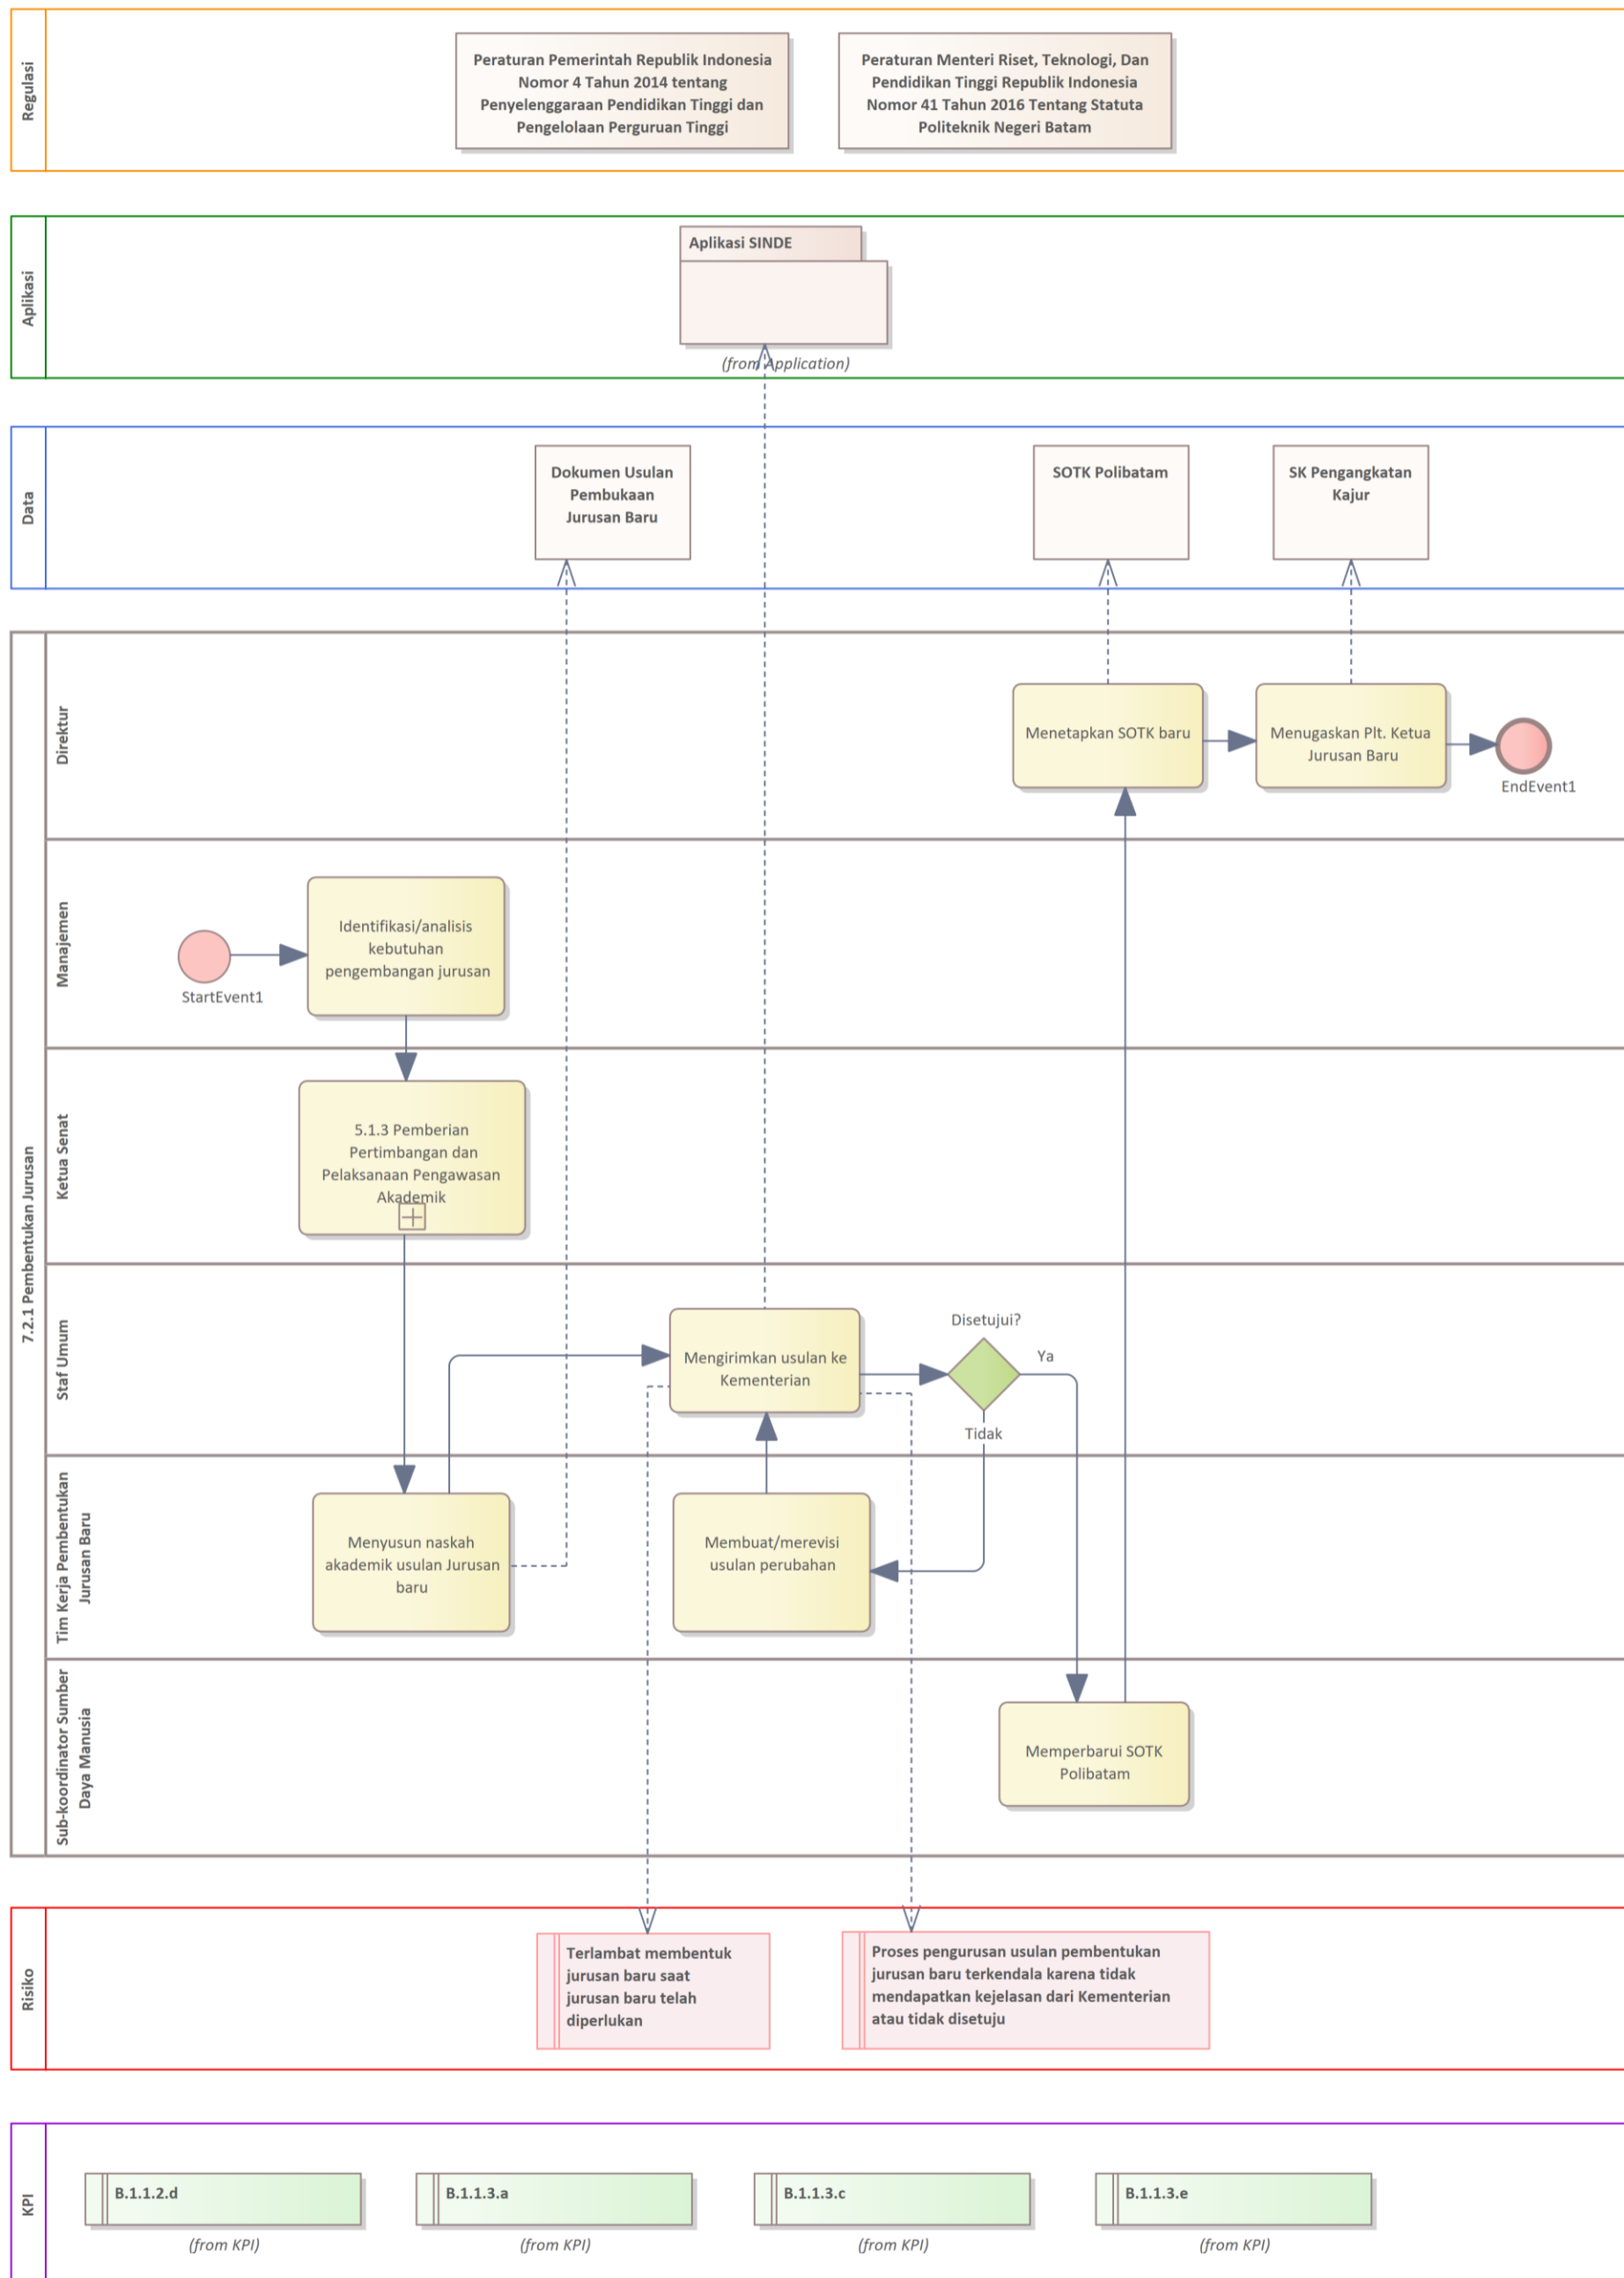 Regulasi
Peraturan Pemerintah Republik Indonesia
Nomor 4 Tahun 2014 tentang
Penyelenggaraan Pendidikan Tinggi dan
Pengelolaan Perguruan Tinggi
Peraturan Menteri Riset, Teknologi, Dan
Pendidikan Tinggi Republik Indonesia
Nomor 41 Tahun 2016 Tentang Statuta
Politeknik Negeri Batam
Aplikasi
Aplikasi SINDE
(from Application)
Data
Dokumen Usulan
Pembukaan
Jurusan Baru
SOTK Polibatam
SK Pengangkatan
Kajur
7.2.1 Pembentukan Jurusan
Direktur
Menetapkan SOTK baru
Menugaskan Plt. Ketua
Jurusan Baru
EndEvent1
Manajemen
StartEvent1
Identifikasi/analisis
kebutuhan
pengembangan jurusan
Ketua Senat
5.1.3 Pemberian
Pertimbangan dan
Pelaksanaan Pengawasan
Akademik
Staf Umum
Mengirimkan usulan ke
Kementerian
Disetujui?
Ya
Tidak
Tim Kerja Pembentukan
Jurusan Baru
Menyusun naskah
akademik usulan Jurusan
baru
Membuat/merevisi
usulan perubahan
Sub-koordinator Sumber
Daya Manusia
Memperbarui SOTK
Polibatam
Risiko
Terlambat membentuk
jurusan baru saat
jurusan baru telah
diperlukan
Proses pengurusan usulan pembentukan
jurusan baru terkendala karena tidak
mendapatkan kejelasan dari Kementerian
atau tidak disetuju
KPI
B.1.1.2.d
(from KPI)
B.1.1.3.a
(from KPI)
B.1.1.3.c
(from KPI)
B.1.1.3.e
(from KPI)